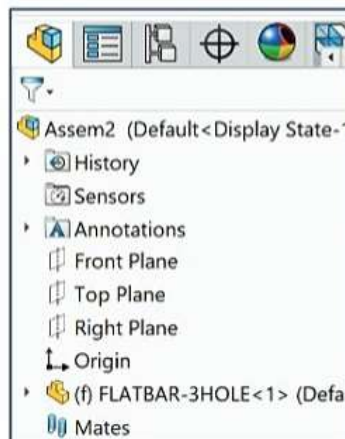 Assem2 (Default<Display State-1
History
Sensors
Annotations
Front Plane
Top Plane
Right Plane
Origin
(f) FLATBAR-3HOLE<1> (Defa
Mates